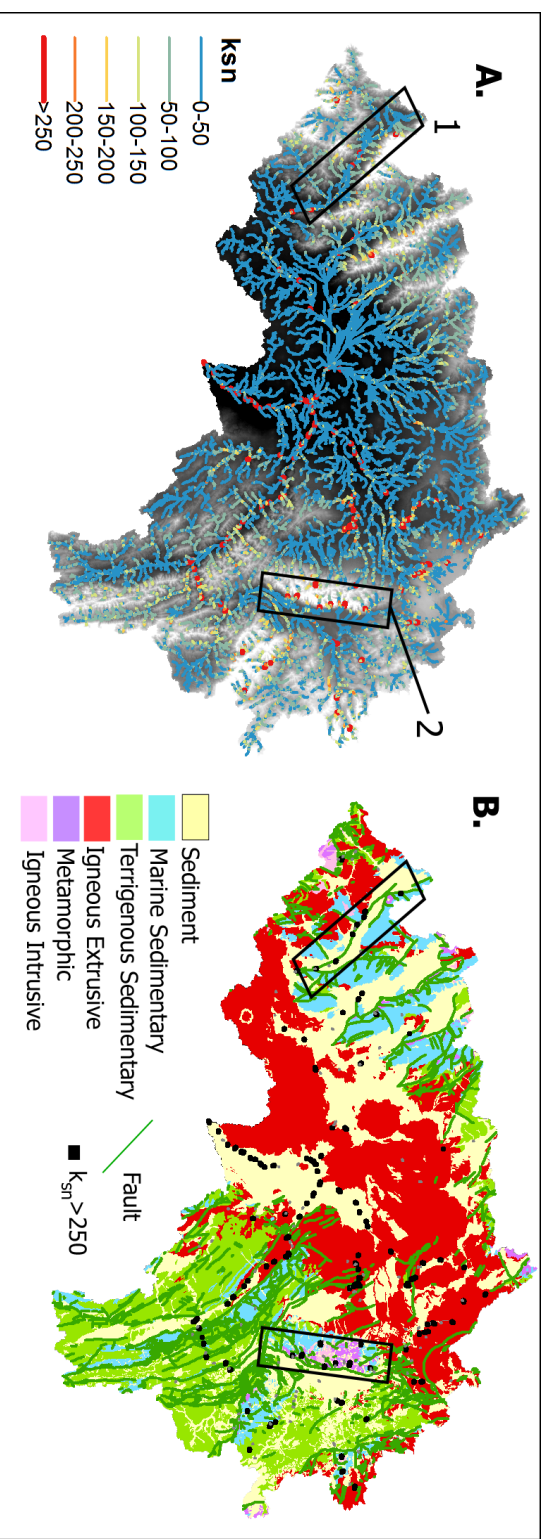 A.
1
2
ksn
0-50
50-100
100-150
150-200
200-250
>250
B.
Sediment
Marine Sedimentary
Terrigenous Sedimentary
Igneous Extrusive
Metamorphic
Igneous Intrusive
Fault
ksn>250